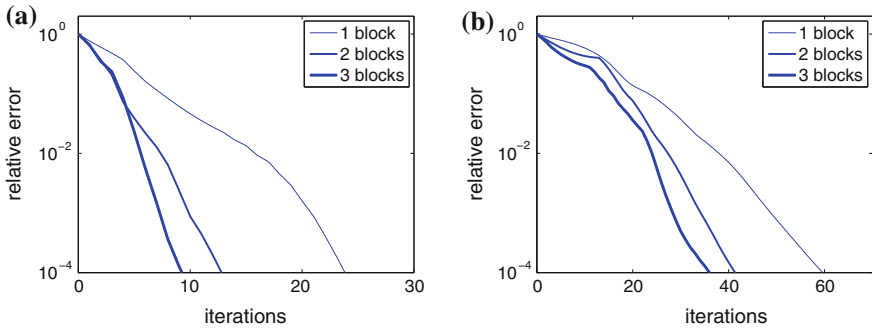 (a)
10^0
1 block
2 blocks
3 blocks
relative error
10^-2
10^-4
0 10 20 30
iterations
(b)
10^0
1 block
2 blocks
3 blocks
relative error
10^-2
10^-4
0 20 40 60
iterations